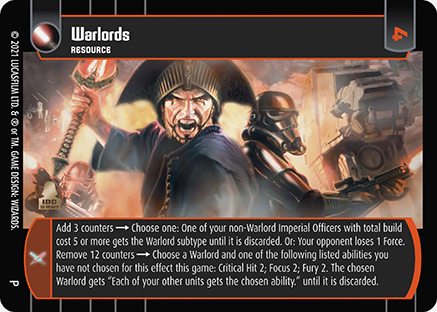 Warlords
RESOURCE
4
© 2021 LUCASFILM LTD. & ® or TM. GAME DESIGN: WIZARDS.
IDC
Add 3 counters → Choose one: One of your non-Warlord Imperial Officers with total build
cost 5 or more gets the Warlord subtype until it is discarded. Or: Your opponent loses 1 Force.
Remove 12 counters → Choose a Warlord and one of the following listed abilities you
have not chosen for this effect this game: Critical Hit 2; Focus 2; Fury 2. The chosen
Warlord gets "Each of your other units gets the chosen ability." until it is discarded.
P